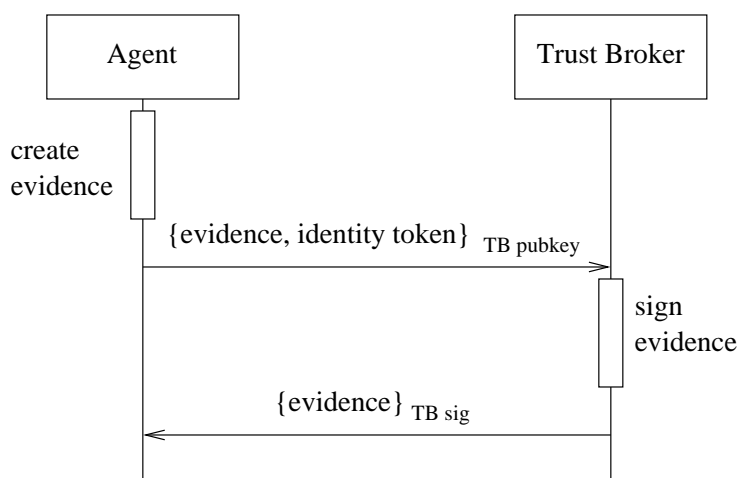 Agent
Trust Broker
create
evidence
{evidence, identity token} TB pubkey
sign
evidence
{evidence} TB sig